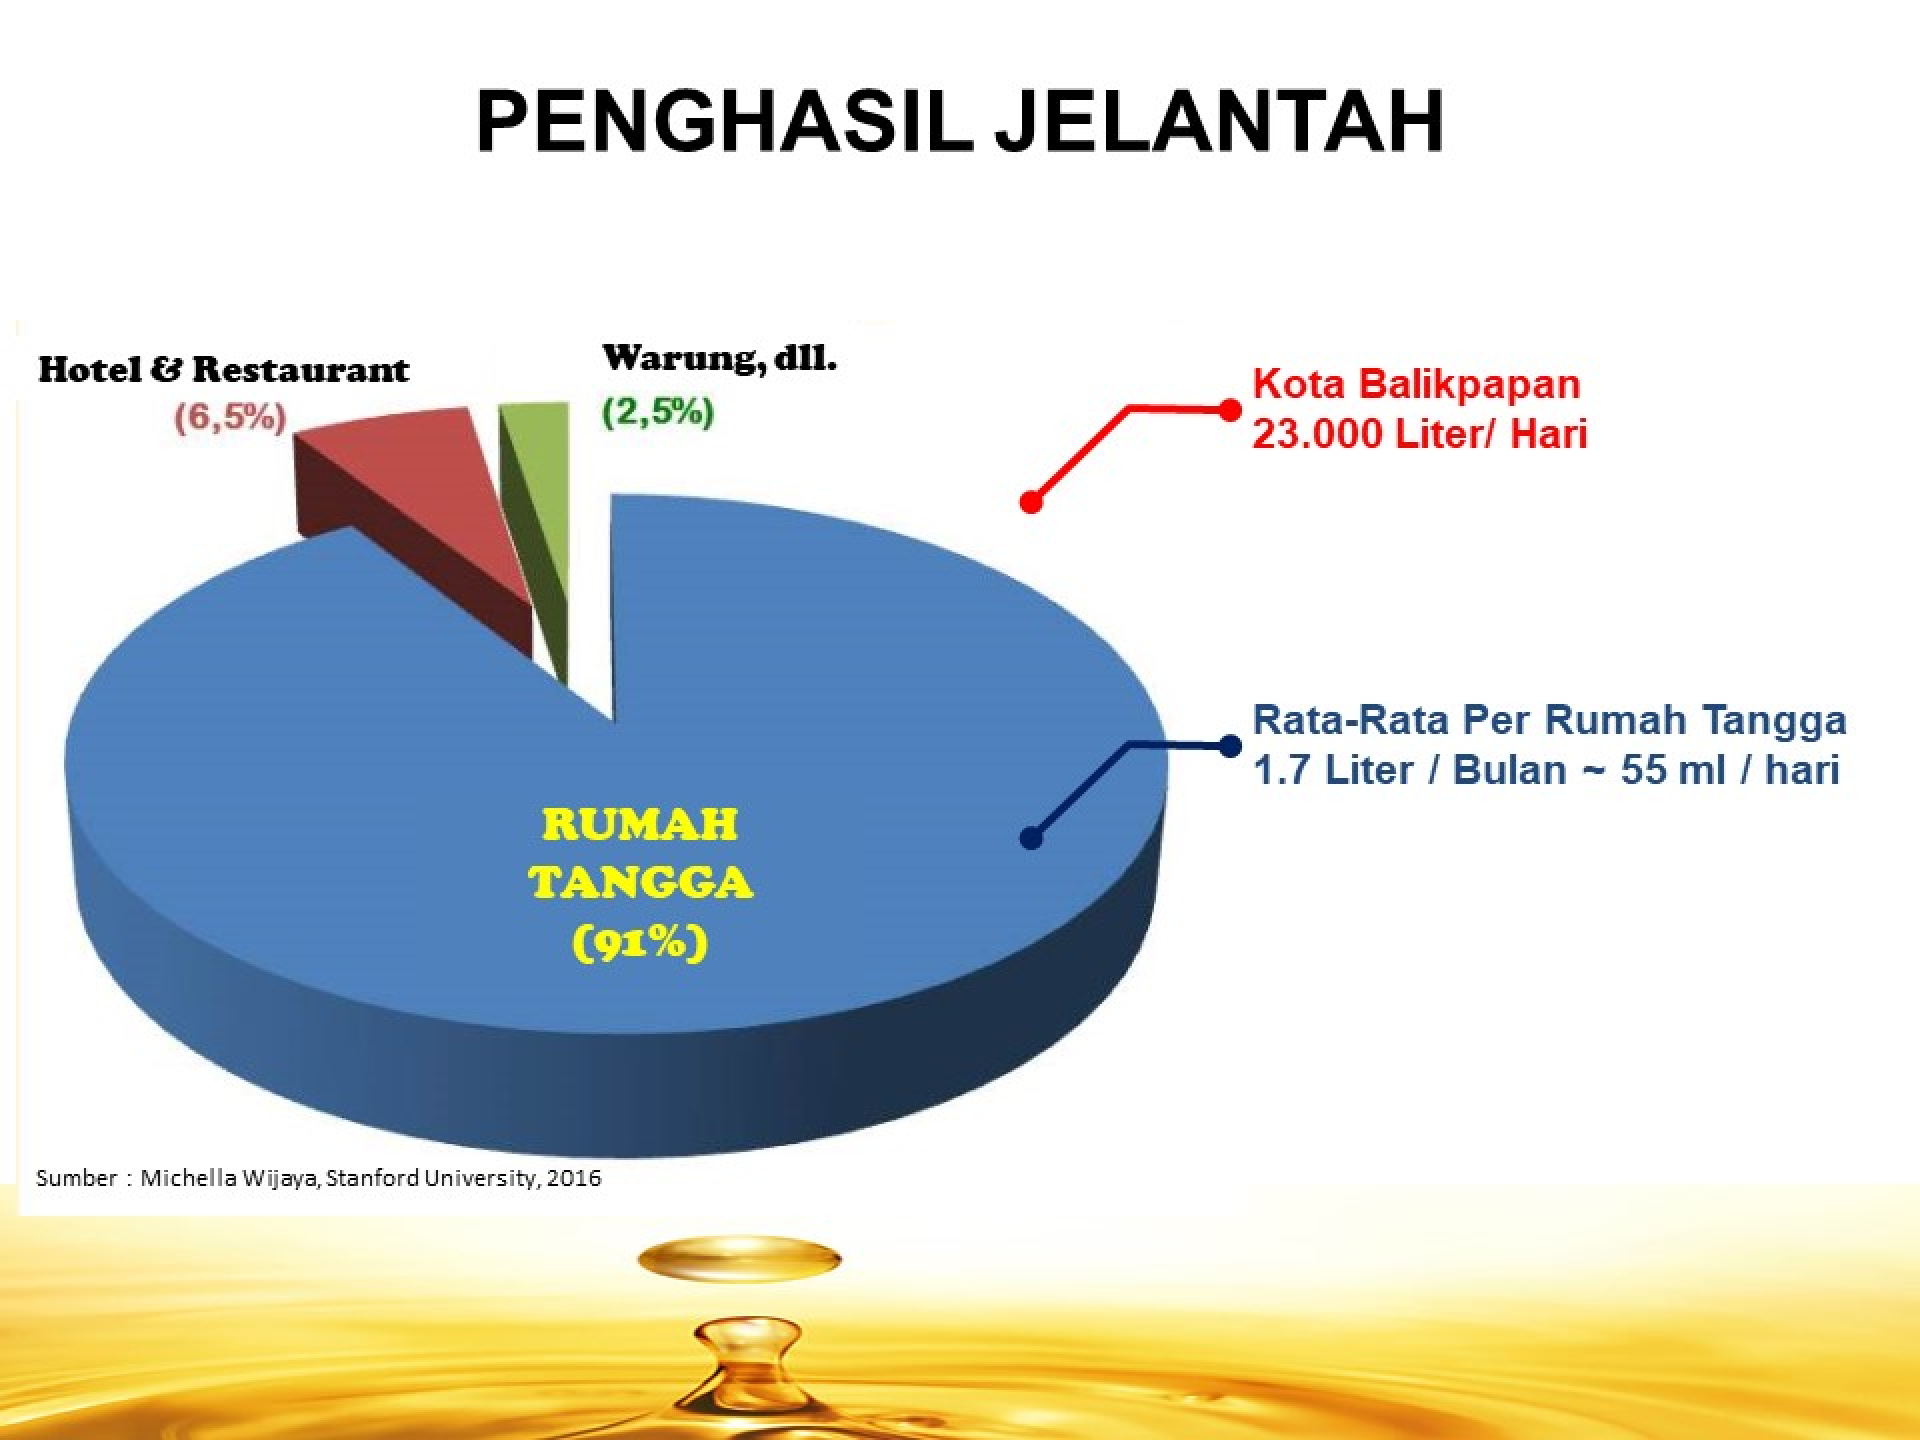 PENGHASIL JELANTAH
Hotel & Restaurant
(6,5%)
Warung, dll.
(2,5%)
Kota Balikpapan
23.000 Liter/ Hari
Rata-Rata Per Rumah Tangga
1.7 Liter / Bulan ~ 55 ml / hari
RUMAH
TANGGA
(91%)
Sumber : Michella Wijaya, Stanford University, 2016